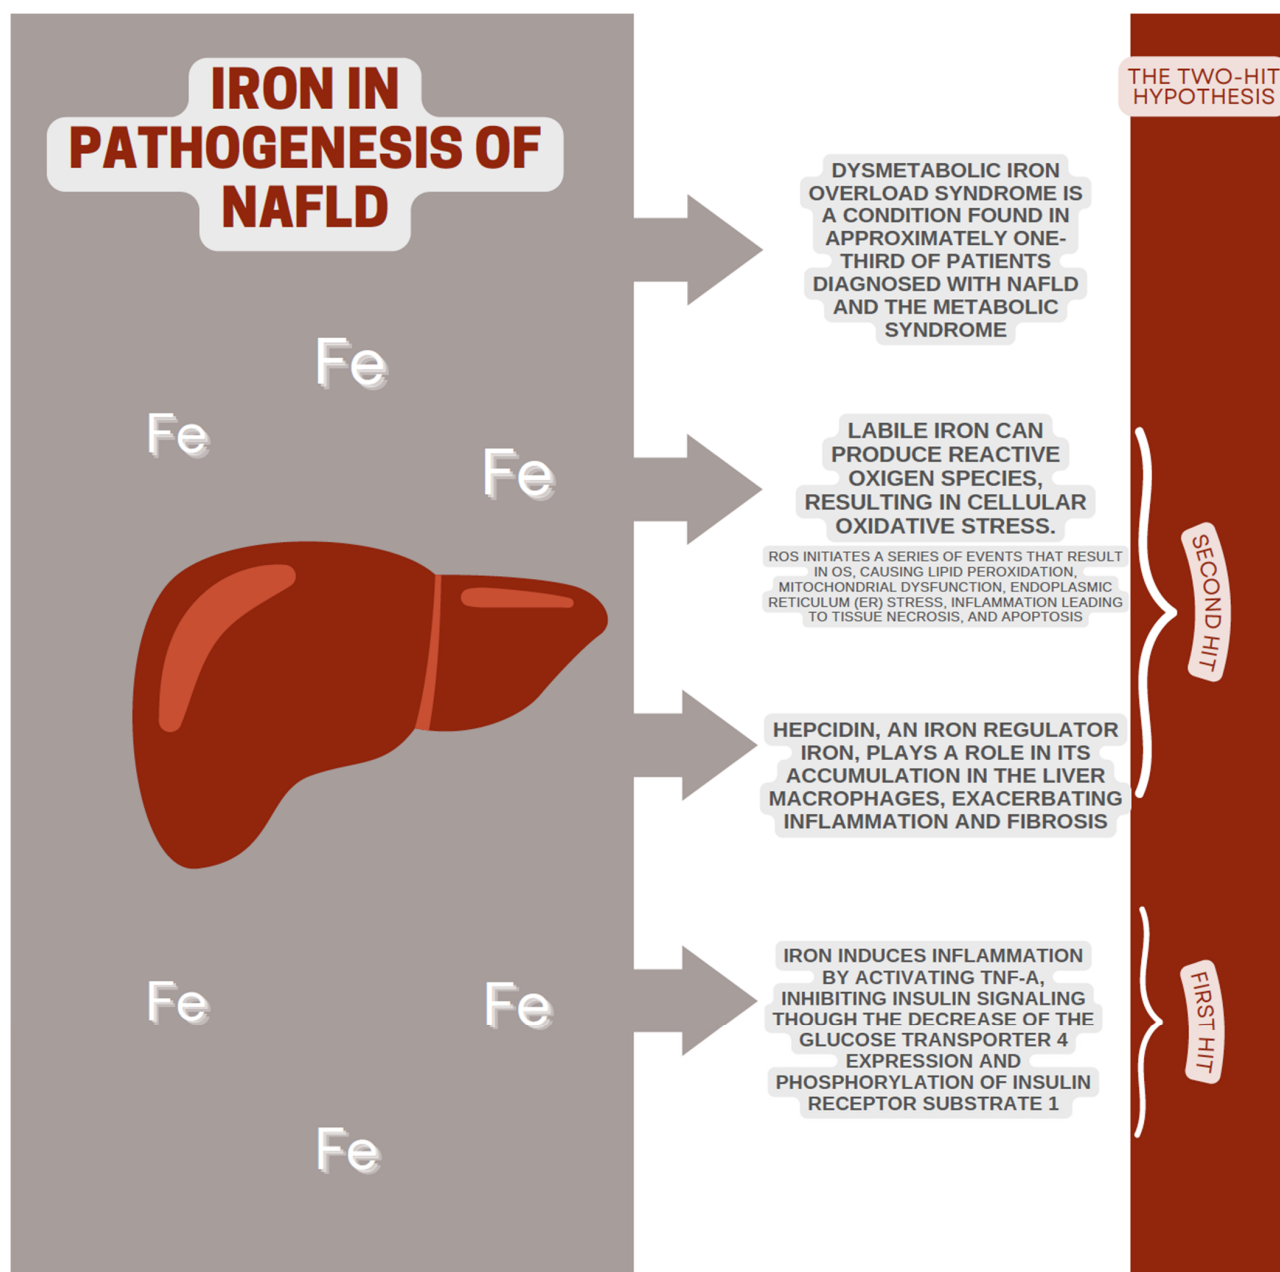 IRON IN
PATHOGENESIS OF
NAFLD
Fe
Fe
Fe
Fe
Fe
Fe
DYSMETABOLIC IRON
OVERLOAD SYNDROME IS
A CONDITION FOUND IN
APPROXIMATELY ONE-
THIRD OF PATIENTS
DIAGNOSED WITH NAFLD
AND THE METABOLIC
SYNDROME
LABILE IRON CAN
PRODUCE REACTIVE
OXIGEN SPECIES,
RESULTING IN CELLULAR
OXIDATIVE STRESS.
ROS INITIATES A SERIES OF EVENTS THAT RESULT
IN OS, CAUSING LIPID PEROXIDATION,
MITOCHONDRIAL DYSFUNCTION, ENDOPLASMIC
RETICULUM (ER) STRESS, INFLAMMATION LEADING
TO TISSUE NECROSIS, AND APOPTOSIS
HEPCIDIN, AN IRON REGULATOR
IRON, PLAYS A ROLE IN ITS
ACCUMULATION IN THE LIVER
MACROPHAGES, EXACERBATING
INFLAMMATION AND FIBROSIS
IRON INDUCES INFLAMMATION
BY ACTIVATING TNF-A,
INHIBITING INSULIN SIGNALING
THOUGH THE DECREASE OF THE
GLUCOSE TRANSPORTER 4
EXPRESSION AND
PHOSPHORYLATION OF INSULIN
RECEPTOR SUBSTRATE 1
THE TWO-HIT
HYPOTHESIS
SECOND HIT
FIRST HIT